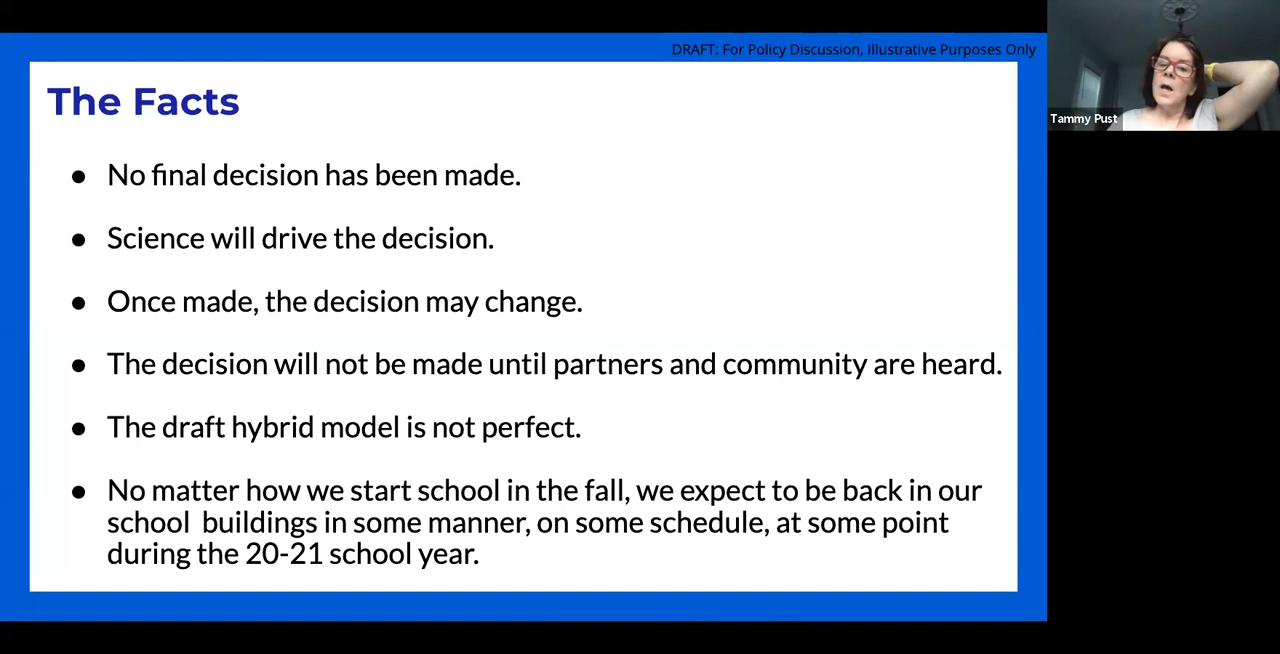 DRAFT: For Policy Discussion, Illustrative Purposes Only
The Facts
● No final decision has been made.
● Science will drive the decision.
● Once made, the decision may change.
● The decision will not be made until partners and community are heard.
● The draft hybrid model is not perfect.
● No matter how we start school in the fall, we expect to be back in our
school  buildings in some manner, on some schedule, at some point
during the 20-21 school year.
Tammy Pust